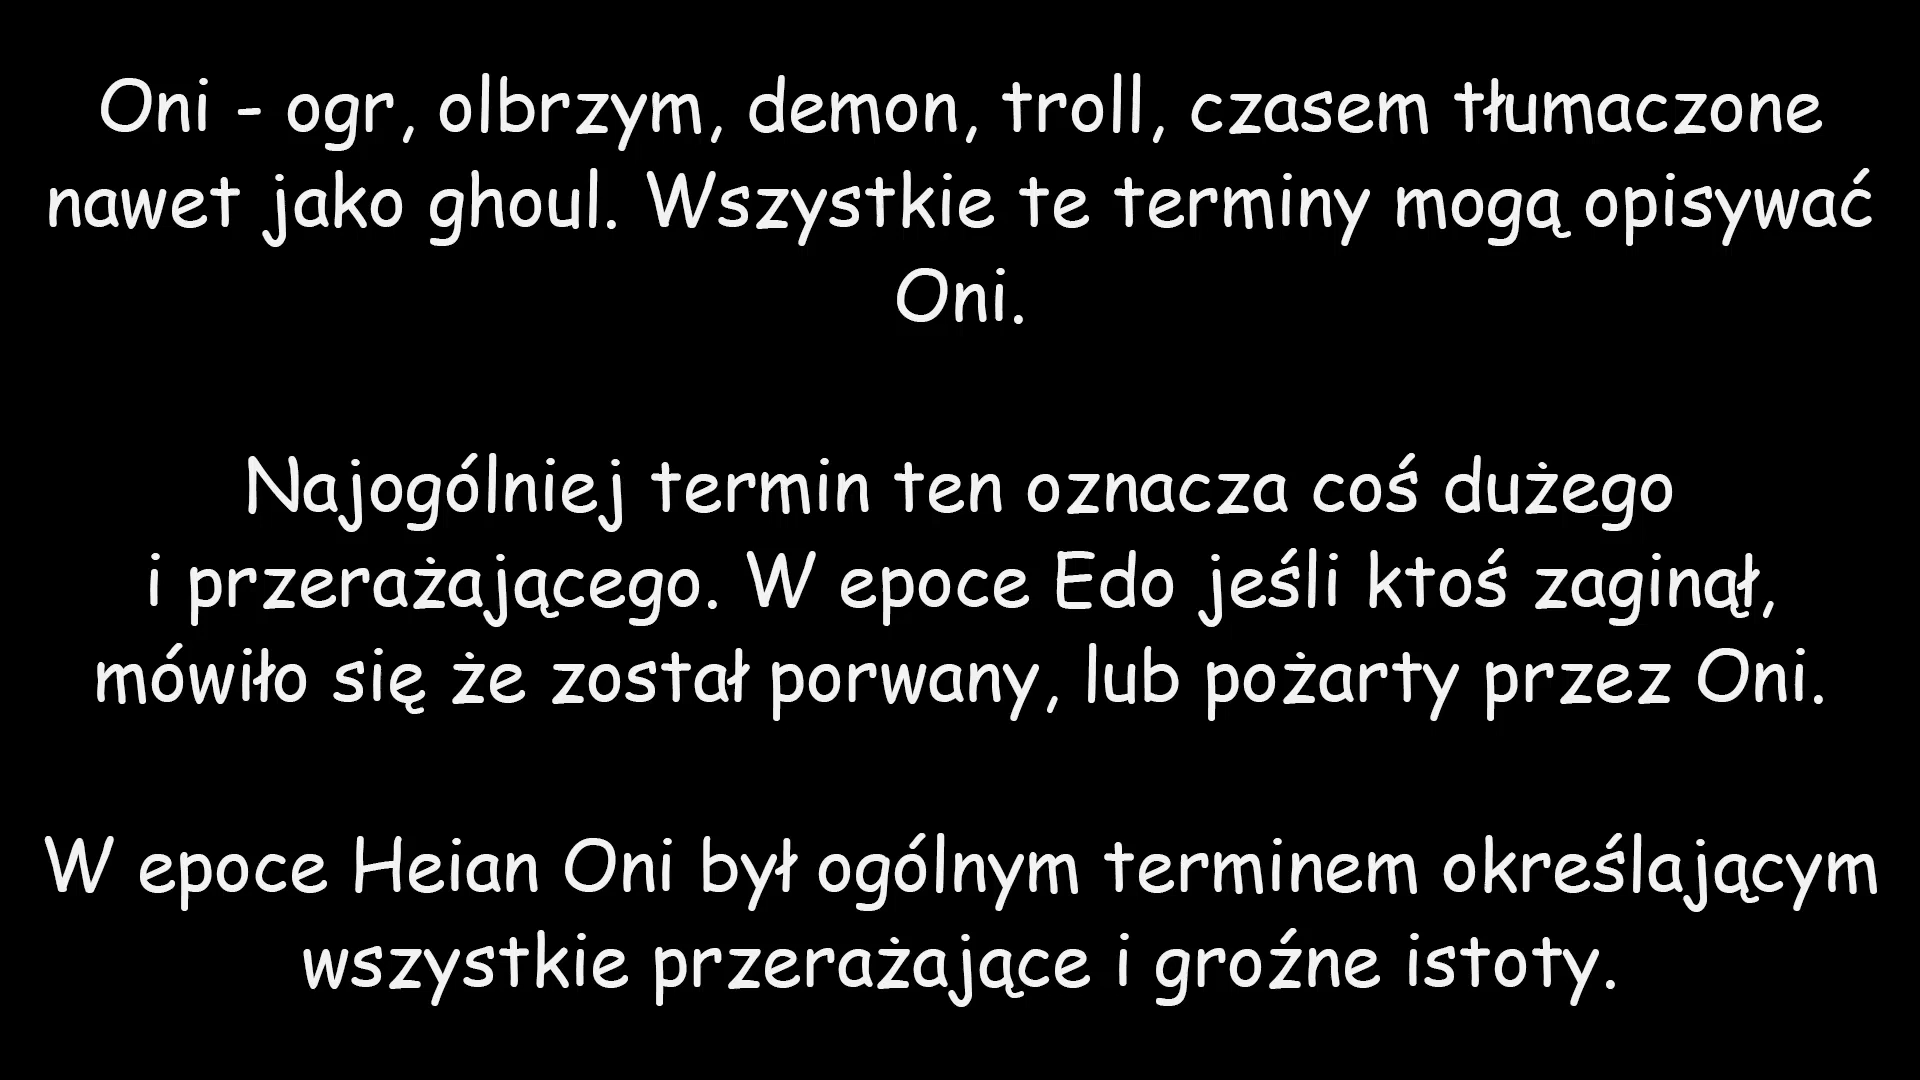 Oni - ogr, olbrzym, demon, troll, czasem tłumaczone
nawet jako ghoul. Wszystkie te terminy mogą opisywać
Oni.
Najogólniej termin ten oznacza coś dużego
i przerażającego. W epoce Edo jeśli ktoś zaginął,
mówiło się że został porwany, lub pożarty przez Oni.
W epoce Heian Oni był ogólnym terminem określającym
wszystkie przerażające i groźne istoty.